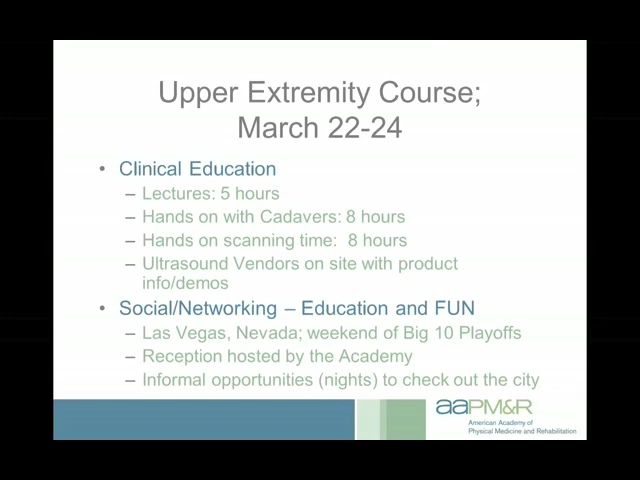 Upper Extremity Course;
March 22-24
• Clinical Education
– Lectures: 5 hours
– Hands on with Cadavers: 8 hours
– Hands on scanning time:  8 hours
– Ultrasound Vendors on site with product
info/demos
• Social/Networking – Education and FUN
– Las Vegas, Nevada; weekend of Big 10 Playoffs
– Reception hosted by the Academy
– Informal opportunities (nights) to check out the city
aaPM&R
American Academy of
Physical Medicine and Rehabilitation